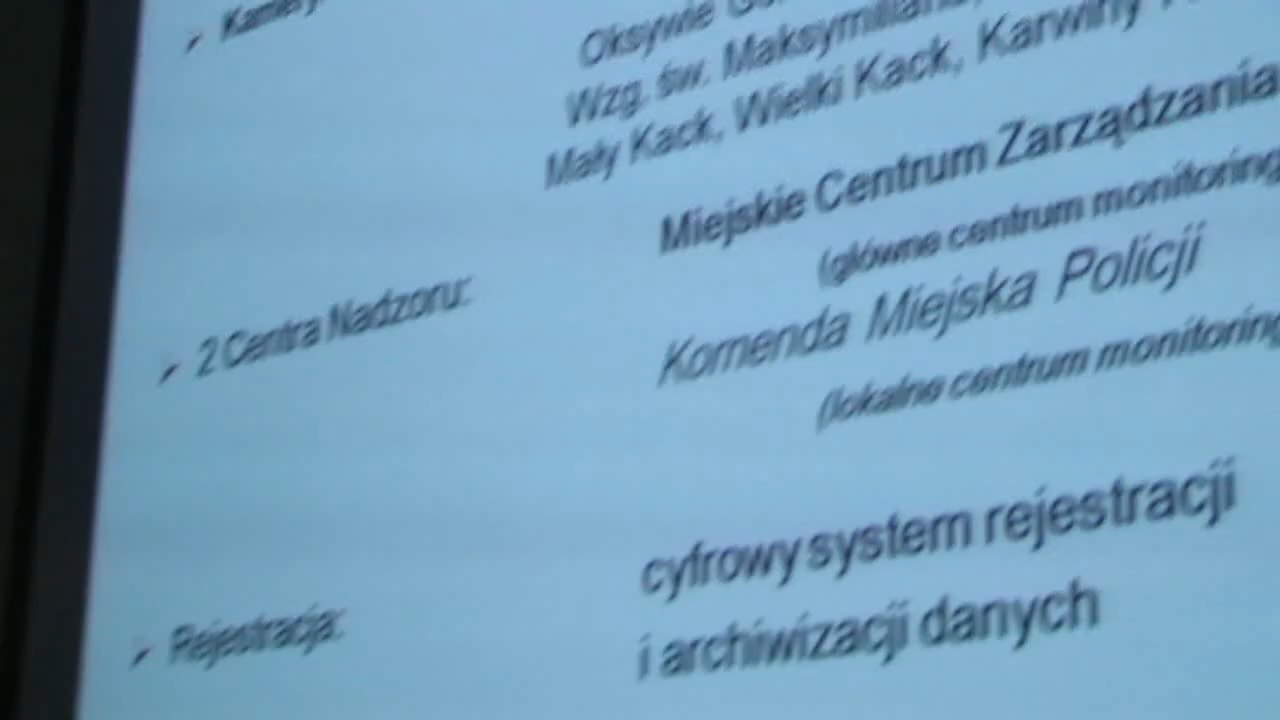 Kamery:
Oksywie
Wzg. św. Maksymiliana,
Mały Kack, Wielki Kack, Karwiny
Miejskie Centrum Zarządzania
(główne centrum monitoring
2 Centra Nadzoru:
Komenda Miejska Policji
(lokalne centrum monitoring
cyfrowy system rejestracji
Rejestracja:
i archiwizacji danych